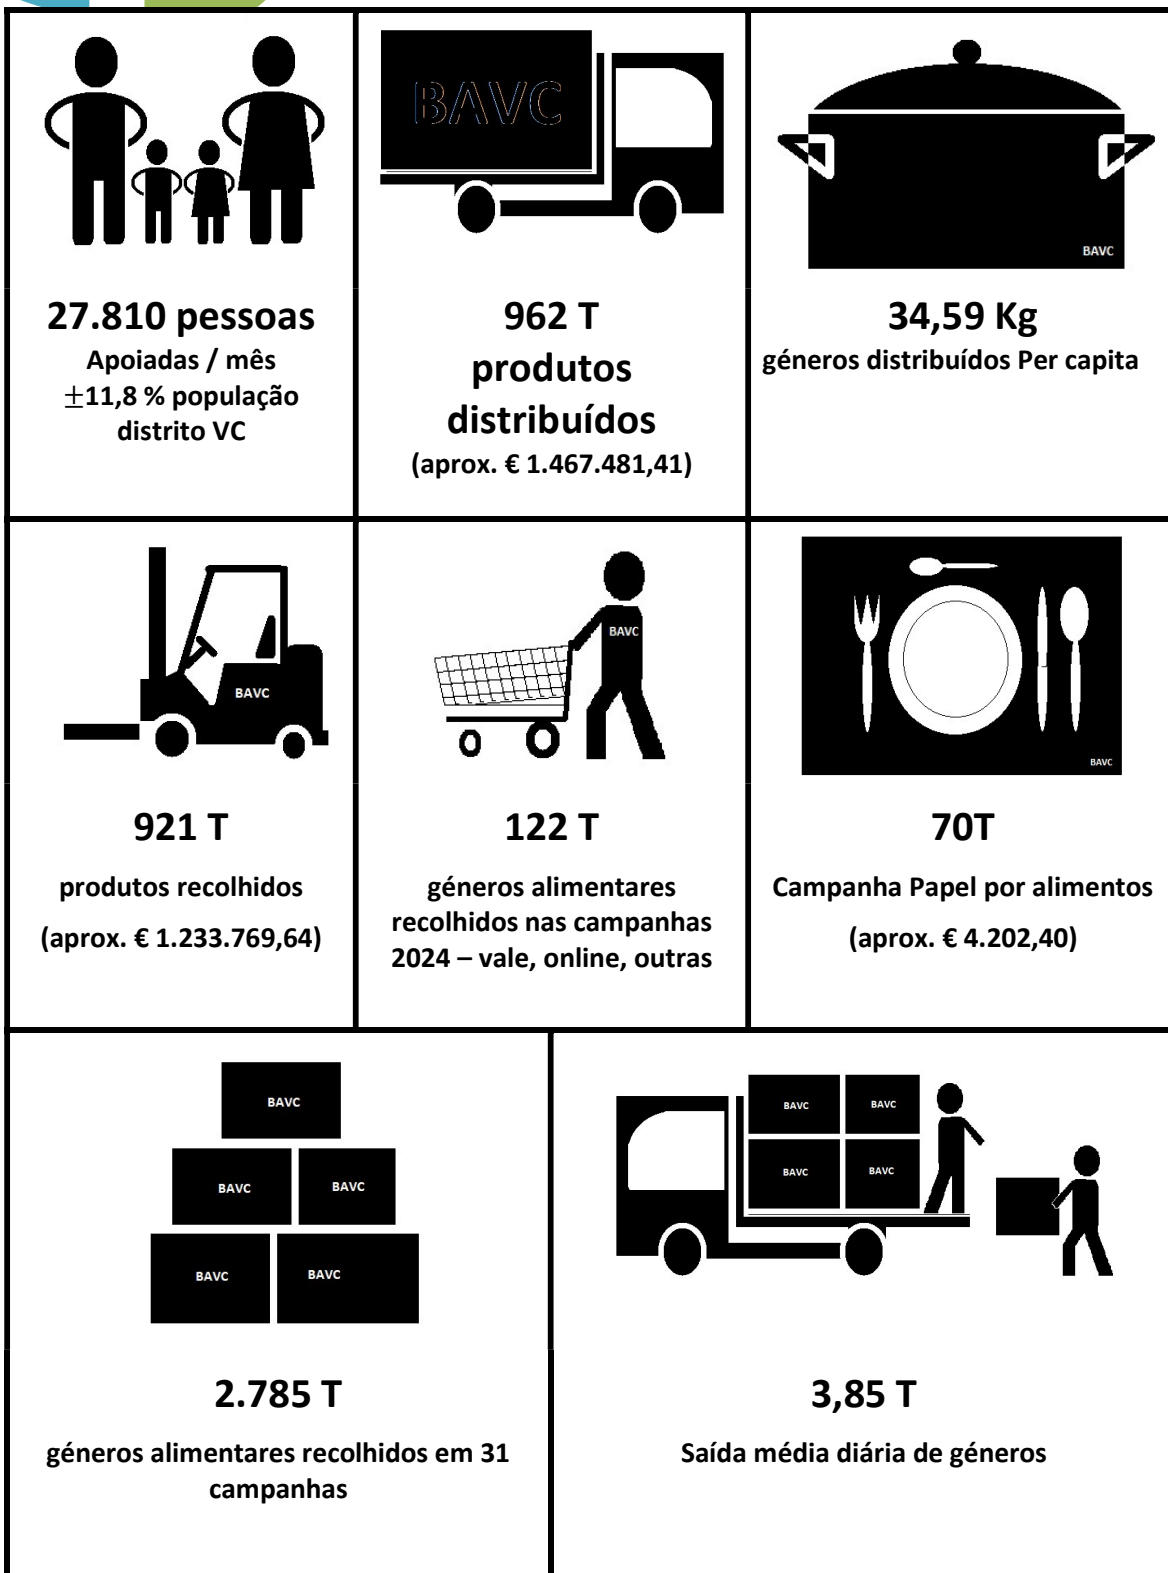 BAVC
BAVC
27.810 pessoas
Apoiadas / mês
±11,8 % população
distrito VC
962 T
produtos
distribuídos
(aprox. € 1.467.481,41)
34,59 Kg
géneros distribuídos Per capita
BAVC
BAVC
BAVC
921 T
produtos recolhidos
(aprox. € 1.233.769,64)
122 T
géneros alimentares
recolhidos nas campanhas
2024 – vale, online, outras
70T
Campanha Papel por alimentos
(aprox. € 4.202,40)
BAVC
BAVC
BAVC
BAVC
BAVC
2.785 T
géneros alimentares recolhidos em 31
campanhas
BAVC
BAVC
BAVC
BAVC
3,85 T
Saída média diária de géneros